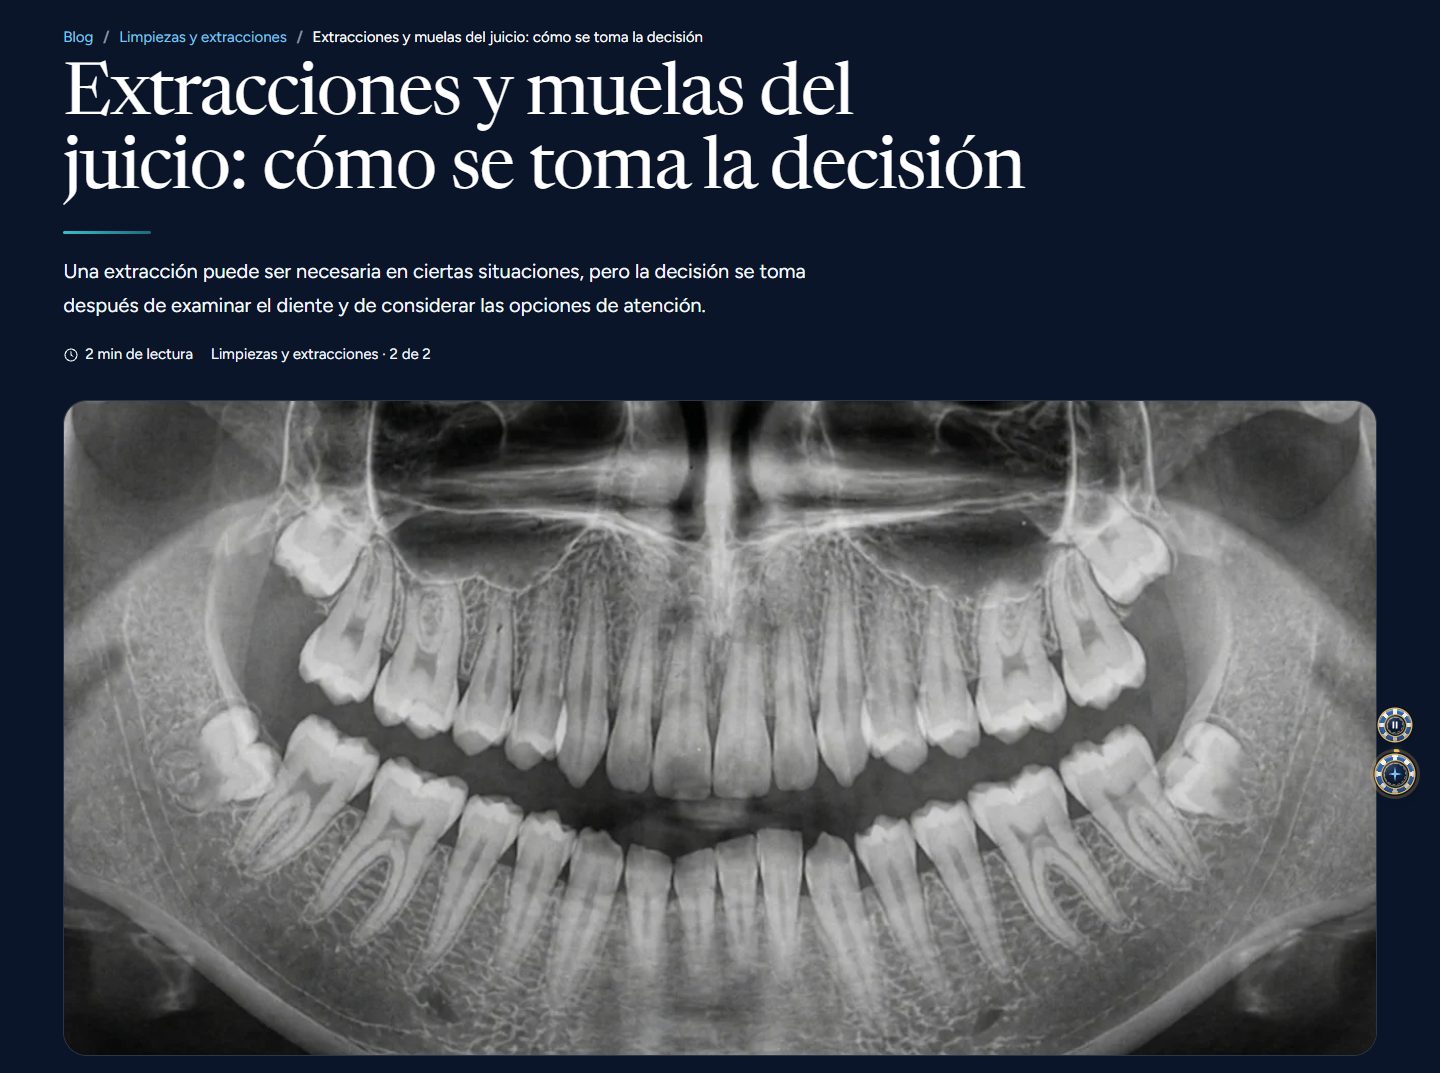 Blog / Limpiezas y extracciones / Extracciones y muelas del juicio: cómo se toma la decisión
Extracciones y muelas del
juicio: cómo se toma la decisión
Una extracción puede ser necesaria en ciertas situaciones, pero la decisión se toma
después de examinar el diente y de considerar las opciones de atención.
2 min de lectura Limpiezas y extracciones · 2 de 2